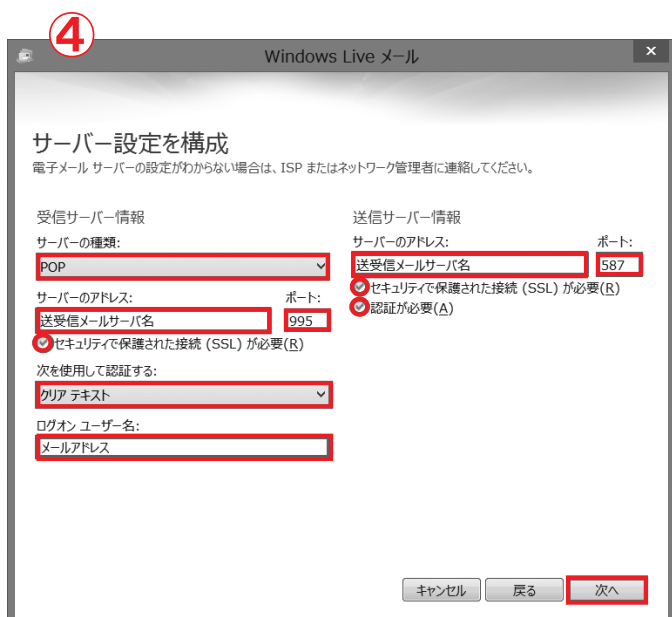 ④
Windows Live メール
サーバー設定を構成
電子メール サーバーの設定がわからない場合は、ISP またはネットワーク管理者に連絡してください。
受信サーバー情報
サーバーの種類:
POP
サーバーのアドレス:
ポート:
送受信メールサーバ名
995
セキュリティで保護された接続 (SSL) が必要(R)
次を使用して認証する:
クリア テキスト
ログオン ユーザー名:
メールアドレス
送信サーバー情報
サーバーのアドレス:
ポート:
送受信メールサーバ名
587
セキュリティで保護された接続 (SSL) が必要(R)
認証が必要(A)
キャンセル
戻る
次へ